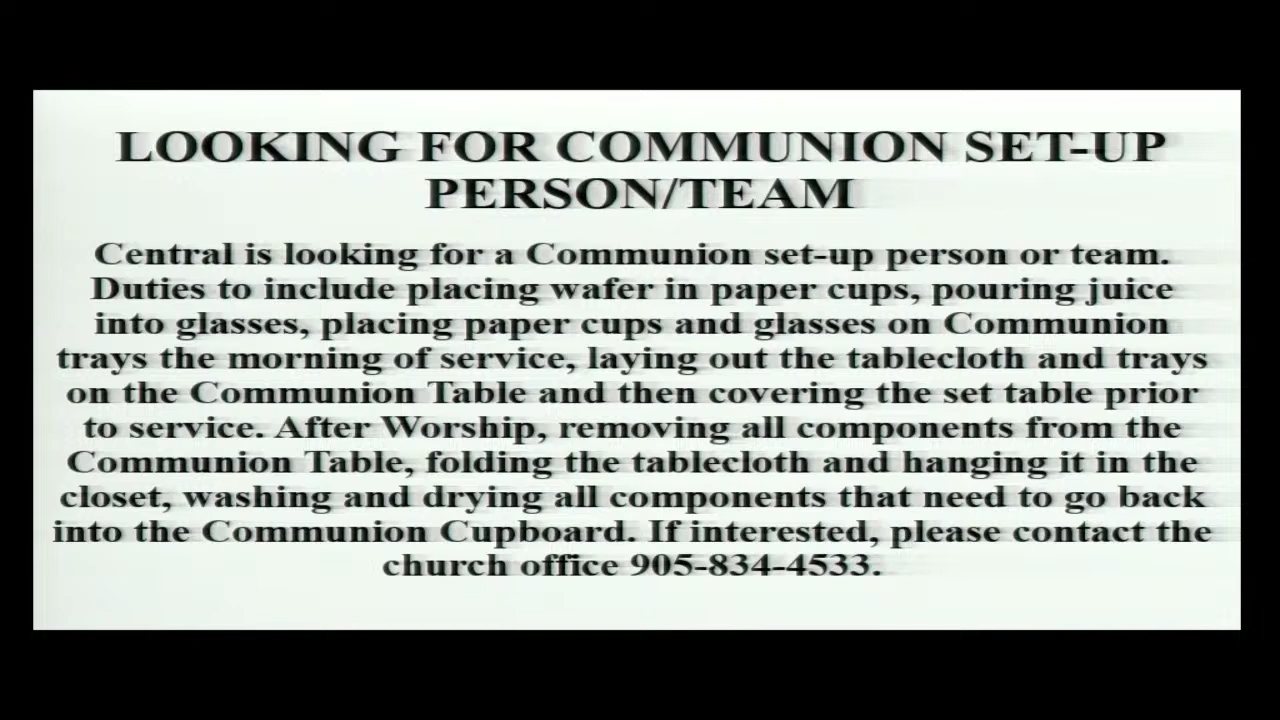 LOOKING FOR COMMUNION SET-UP
PERSON/TEAM
Central is looking for a Communion set-up person or team.
Duties to include placing wafer in paper cups, pouring juice
into glasses, placing paper cups and glasses on Communion
trays the morning of service, laying out the tablecloth and trays
on the Communion Table and then covering the set table prior
to service. After Worship, removing all components from the
Communion Table, folding the tablecloth and hanging it in the
closet, washing and drying all components that need to go back
into the Communion Cupboard. If interested, please contact the
church office 905-834-4533.